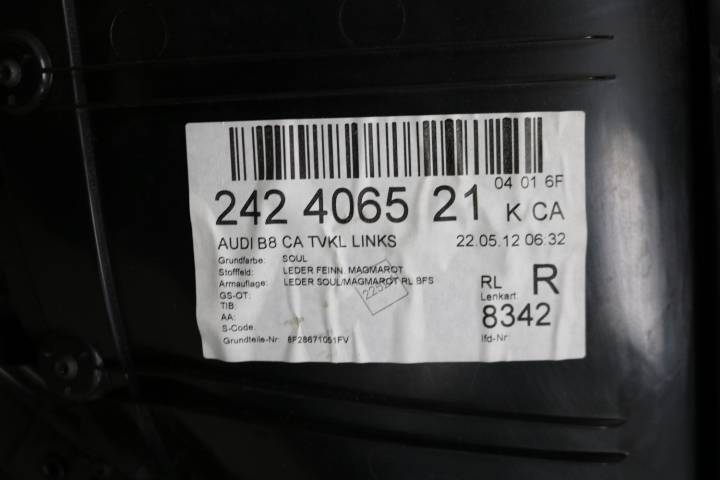 04 01 6F
242 4065 21 K CA
AUDI B8 CA TVKL LINKS 22.05.12 06:32
Grundfarbe: SOUL
Stoffeld: LEDER FEINN. MAGMAROT
Armauflage: LEDER SOUL/MAGMAROT RL BFS
GS-OT:
TIB:
AA:
S-Code:
Grundteile-Nr: 8F28671051FV
RL R
Lenkart:
8342
lfd-Nr: